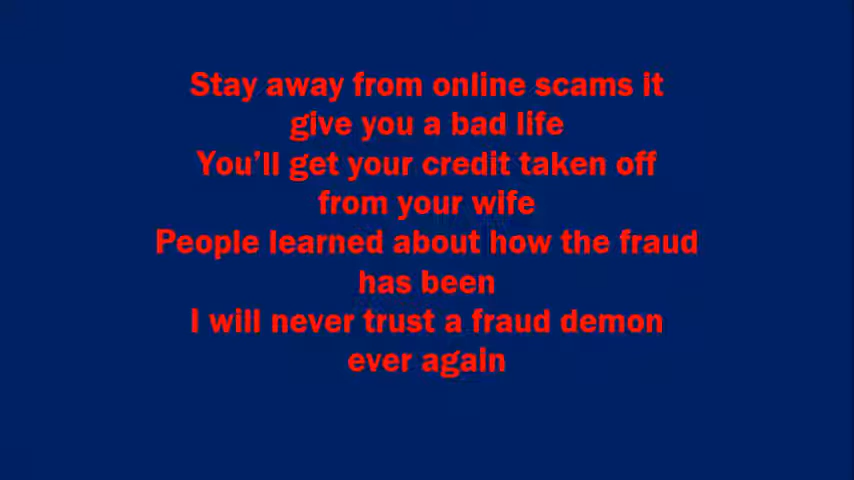 Stay away from online scams it
give you a bad life
You’ll get your credit taken off
from your wife
People learned about how the fraud
has been
I will never trust a fraud demon
ever again